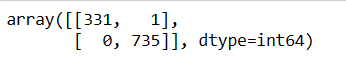 array([[331,   1],
       [  0, 735]], dtype=int64)